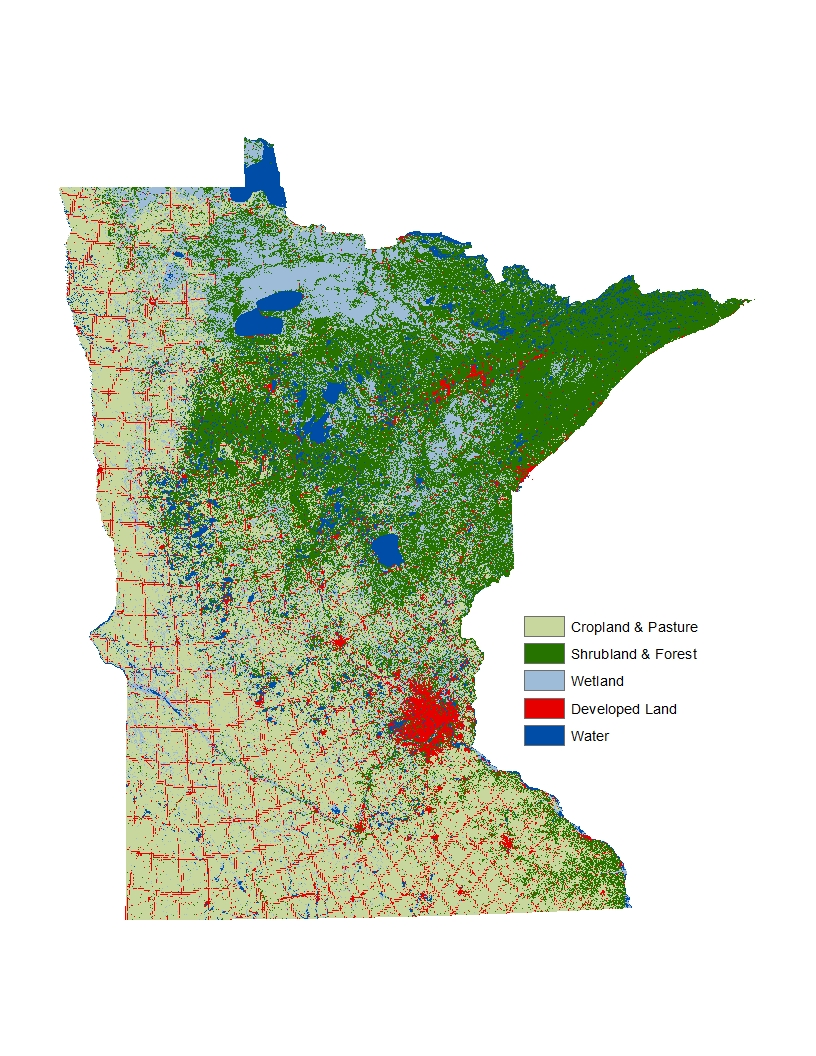 Cropland & Pasture
Shrubland & Forest
Wetland
Developed Land
Water